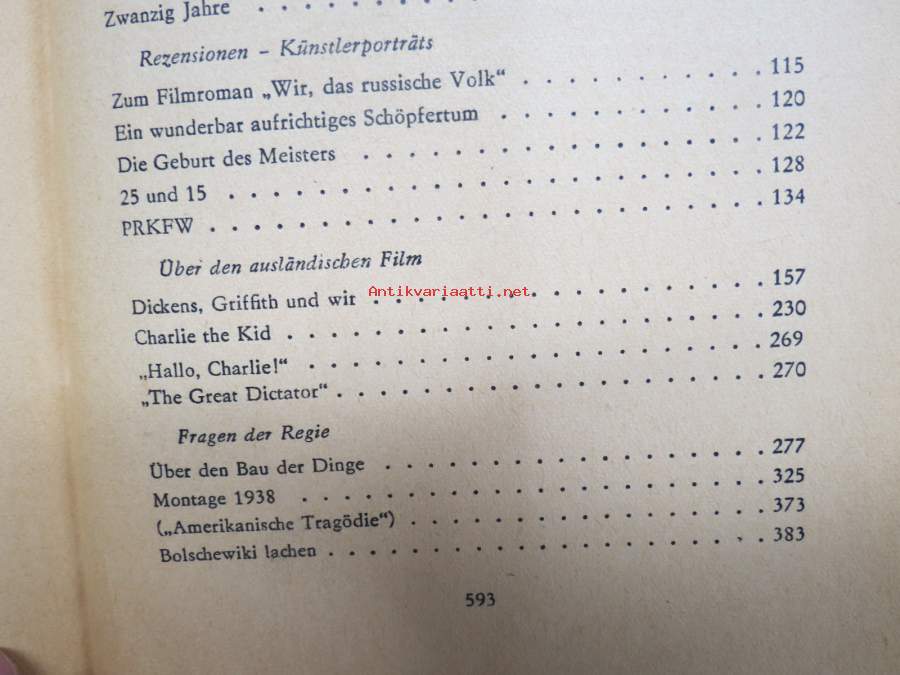 Zwanzig Jahre . . . . . . . . . .
Rezensionen – Künstlerporträts
Zum Filmroman „Wir, das russische Volk“ . . . . . . . . . . . 115
Ein wunderbar aufrichtiges Schöpfertum . . . . . . . . . . . . 120
Die Geburt des Meisters . . . . . . . . . . . . . . . . . . 122
25 und 15 . . . . . . . . . . . . . . . . . . . . . . . . 128
PRKFW . . . . . . . . . . . . . . . . . . . . . . . . . 134
Über den ausländischen Film
Dickens, Griffith und wir . . . . . . . . . . . . . . . . . . 157
Antikvariaatti.net
Charlie the Kid . . . . . . . . . . . . . . . . . . . . . . 230
„Hallo, Charlie!“ . . . . . . . . . . . . . . . . . . . . . 269
„The Great Dictator“ . . . . . . . . . . . . . . . . . . . . 270
Fragen der Regie
Über den Bau der Dinge . . . . . . . . . . . . . . . . . . 277
Montage 1938 . . . . . . . . . . . . . . . . . . . . . 325
(„Amerikanische Tragödie“) . . . . . . . . . . . . . . . . . 373
Bolschewiki lachen . . . . . . . . . . . . . . . . . . . . . 383
593